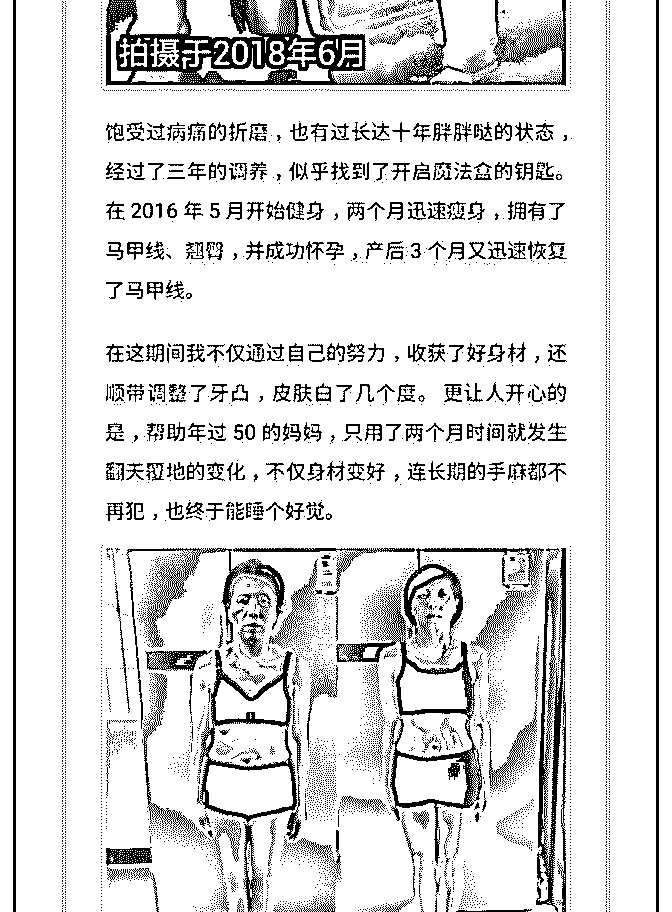 拍摄于2018年6月
饱受过病痛的折磨，也有过长达十年胖胖哒的状态，
经过了三年的调养，似乎找到了开启魔法盒的钥匙。
在 2016 年 5 月开始健身，两个月迅速瘦身，拥有了
马甲线、翘臀，并成功怀孕，产后 3 个月又迅速恢复
了马甲线。
在这期间我不仅通过自己的努力，收获了好身材，还
顺带调整了牙凸，皮肤白了几个度。 更让人开心的
是，帮助年过 50 的妈妈，只用了两个月时间就发生
翻天覆地的变化，不仅身材变好，连长期的手麻都不
再犯，也终于能睡个好觉。